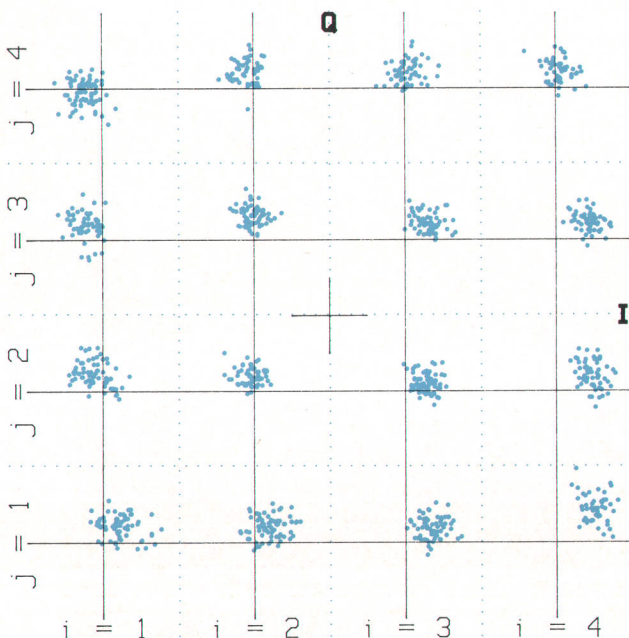 Q
j = 4
j = 3
I
j = 2
j = 1
i = 1
i = 2
i = 3
i = 4